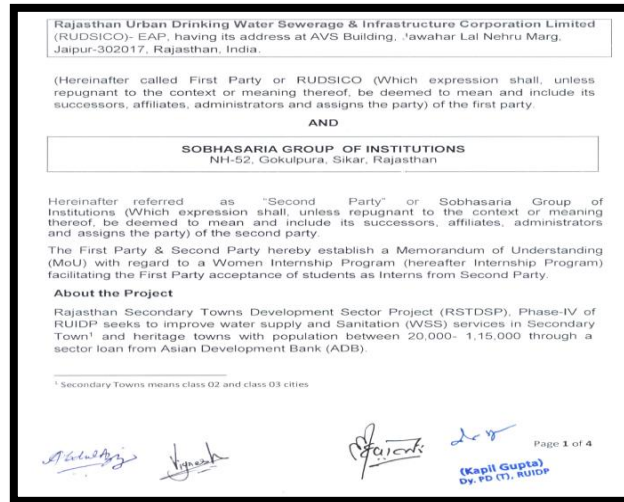 Rajasthan Urban Drinking Water Sewerage & Infrastructure Corporation Limited
(RUDSICO)- EAP, having its address at AVS Building, .'awahar Lal Nehru Marg,
Jaipur-302017, Rajasthan, India.
(Hereinafter called First Party or RUDSICO (Which expression shall, unless
repugnant to the context or meaning thereof, be deemed to mean and include its
successors, affiliates, administrators and assigns the party) of the first party.
AND
SOBHASARIA GROUP OF INSTITUTIONS
NH-52, Gokulpura, Sikar, Rajasthan
Hereinafter referred as "Second Party" or Sobhasaria Group of
Institutions (Which expression shall, unless repugnant to the context or meaning
thereof, be deemed to mean and include its successors, affiliates, administrators
and assigns the party) of the second party.
The First Party & Second Party hereby establish a Memorandum of Understanding
(MoU) with regard to a Women Internship Program (hereafter Internship Program)
facilitating the First Party acceptance of students as Interns from Second Party.
About the Project
Rajasthan Secondary Towns Development Sector Project (RSTDSP), Phase-IV of
RUIDP seeks to improve water supply and Sanitation (WSS) services in Secondary
Town¹ and heritage towns with population between 20,000- 1,15,000 through a
sector loan from Asian Development Bank (ADB).
¹ Secondary Towns means class 02 and class 03 cities
Vignesh
Page 1 of 4
(Kapil Gupta)
Dy. PD (T), RUIDP